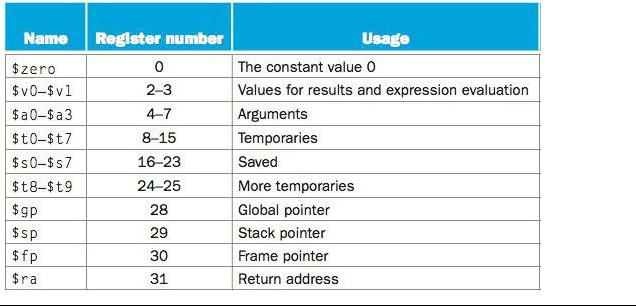 Name Register number Usage
$zero 0 The constant value 0
$v0–$v1 2–3 Values for results and expression evaluation
$a0–$a3 4–7 Arguments
$t0–$t7 8–15 Temporaries
$s0–$s7 16–23 Saved
$t8–$t9 24–25 More temporaries
$gp 28 Global pointer
$sp 29 Stack pointer
$fp 30 Frame pointer
$ra 31 Return address